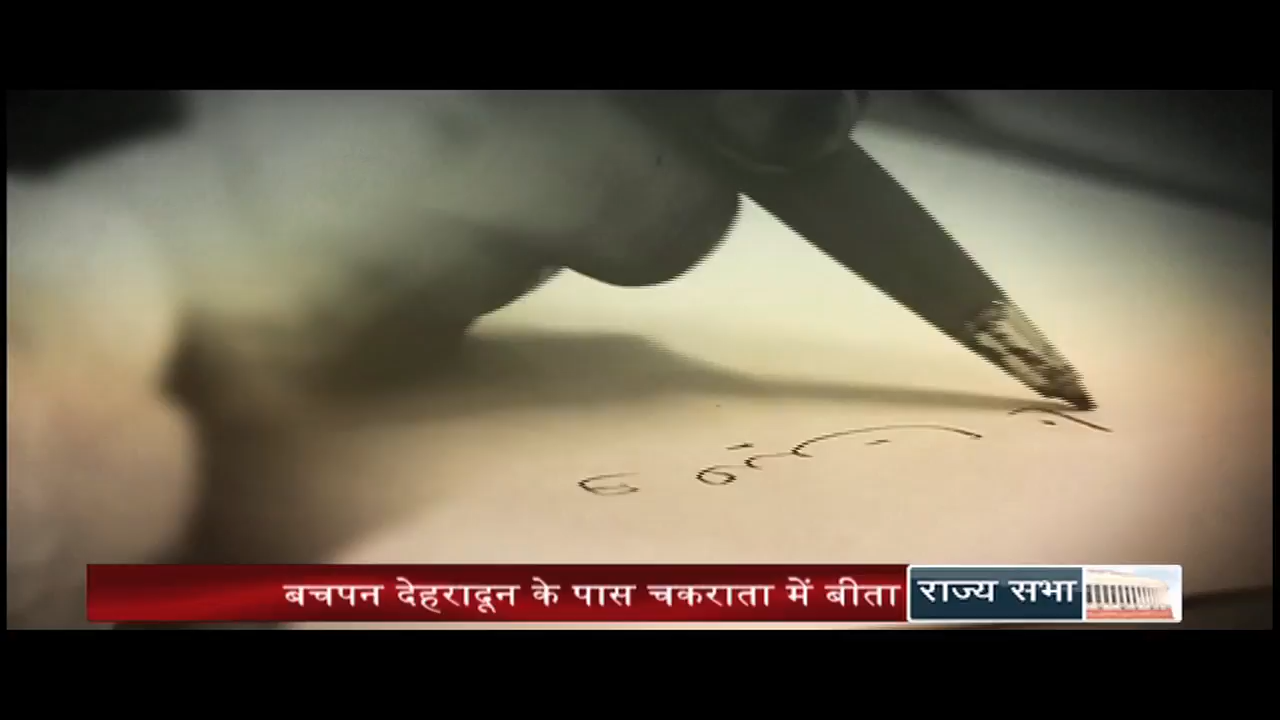 बचपन देहरादून के पास चकराता में बीता
राज्य सभा